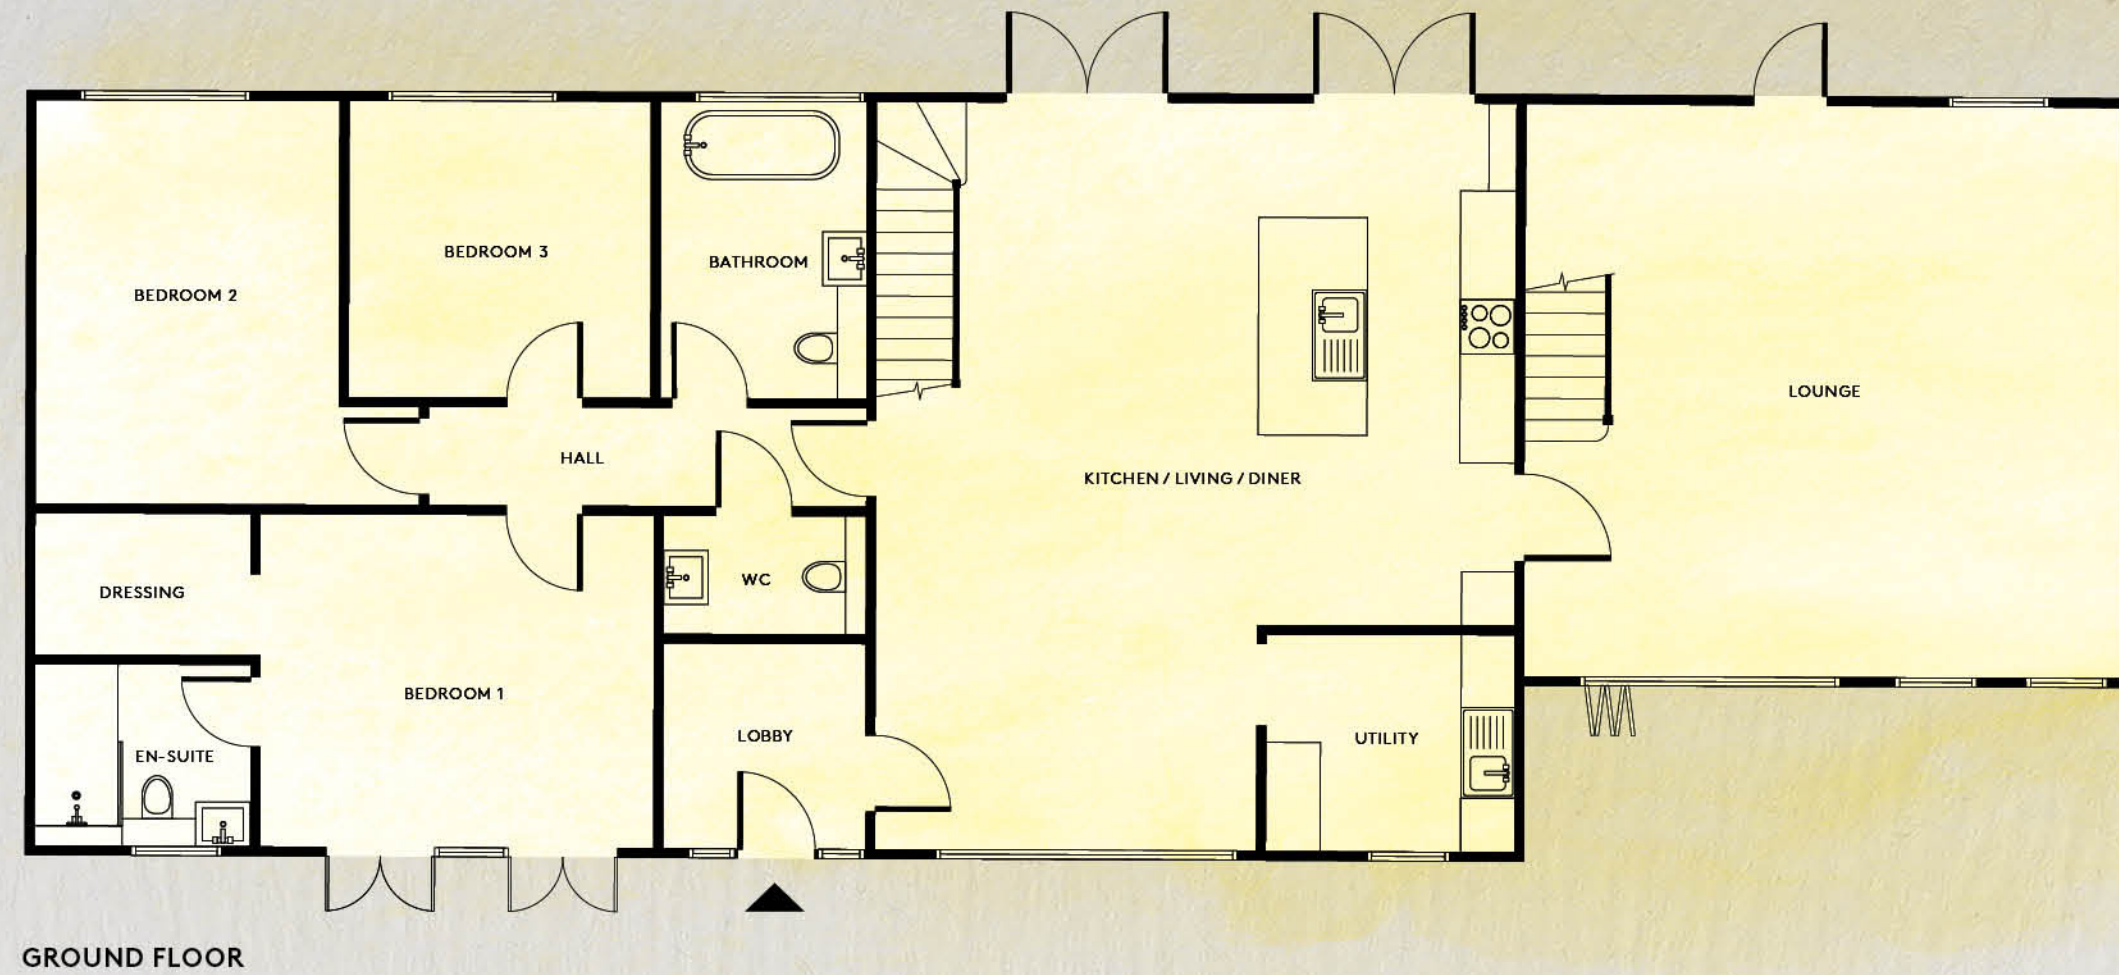 BEDROOM 2
BEDROOM 3
BATHROOM
HALL
KITCHEN / LIVING / DINER
LOUNGE
DRESSING
WC
BEDROOM 1
EN-SUITE
LOBBY
UTILITY
GROUND FLOOR